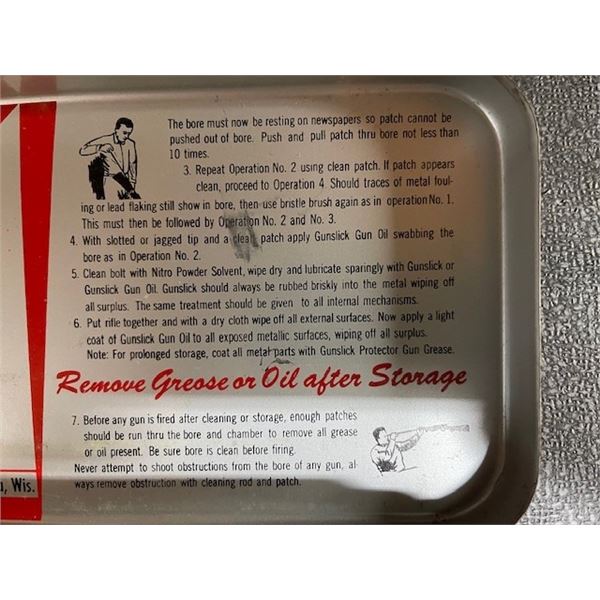 The bore must now be resting on newspapers so patch cannot be
pushed out of bore. Push and pull patch thru bore not less than
10 times.
3. Repeat Operation No. 2 using clean patch. If patch appears
clean, proceed to Operation 4. Should traces of metal foul-
ing or lead flaking still show in bore, then use bristle brush again as in operation No. 1.
This must then be followed by Operation No. 2 and No. 3.
4. With slotted or jagged tip and a clean patch apply Gunslick Gun Oil swabbing the
bore as in Operation No. 2.
5. Clean bolt with Nitro Powder Solvent, wipe dry and lubricate sparingly with Gunslick or
Gunslick Gun Oil. Gunslick should always be rubbed briskly into the metal wiping off
all surplus. The same treatment should be given to all internal mechanisms.
6. Put rifle together and with a dry cloth wipe off all external surfaces. Now apply a light
coat of Gunslick Gun Oil to all exposed metallic surfaces, wiping off all surplus.
Note: For prolonged storage, coat all metal parts with Gunslick Protector Gun Grease.
Remove Grease or Oil after Storage
7. Before any gun is fired after cleaning or storage, enough patches
should be run thru the bore and chamber to remove all grease
or oil present. Be sure bore is clean before firing.
Never attempt to shoot obstructions from the bore of any gun, al-
ways remove obstruction with cleaning rod and patch.
, Wis.